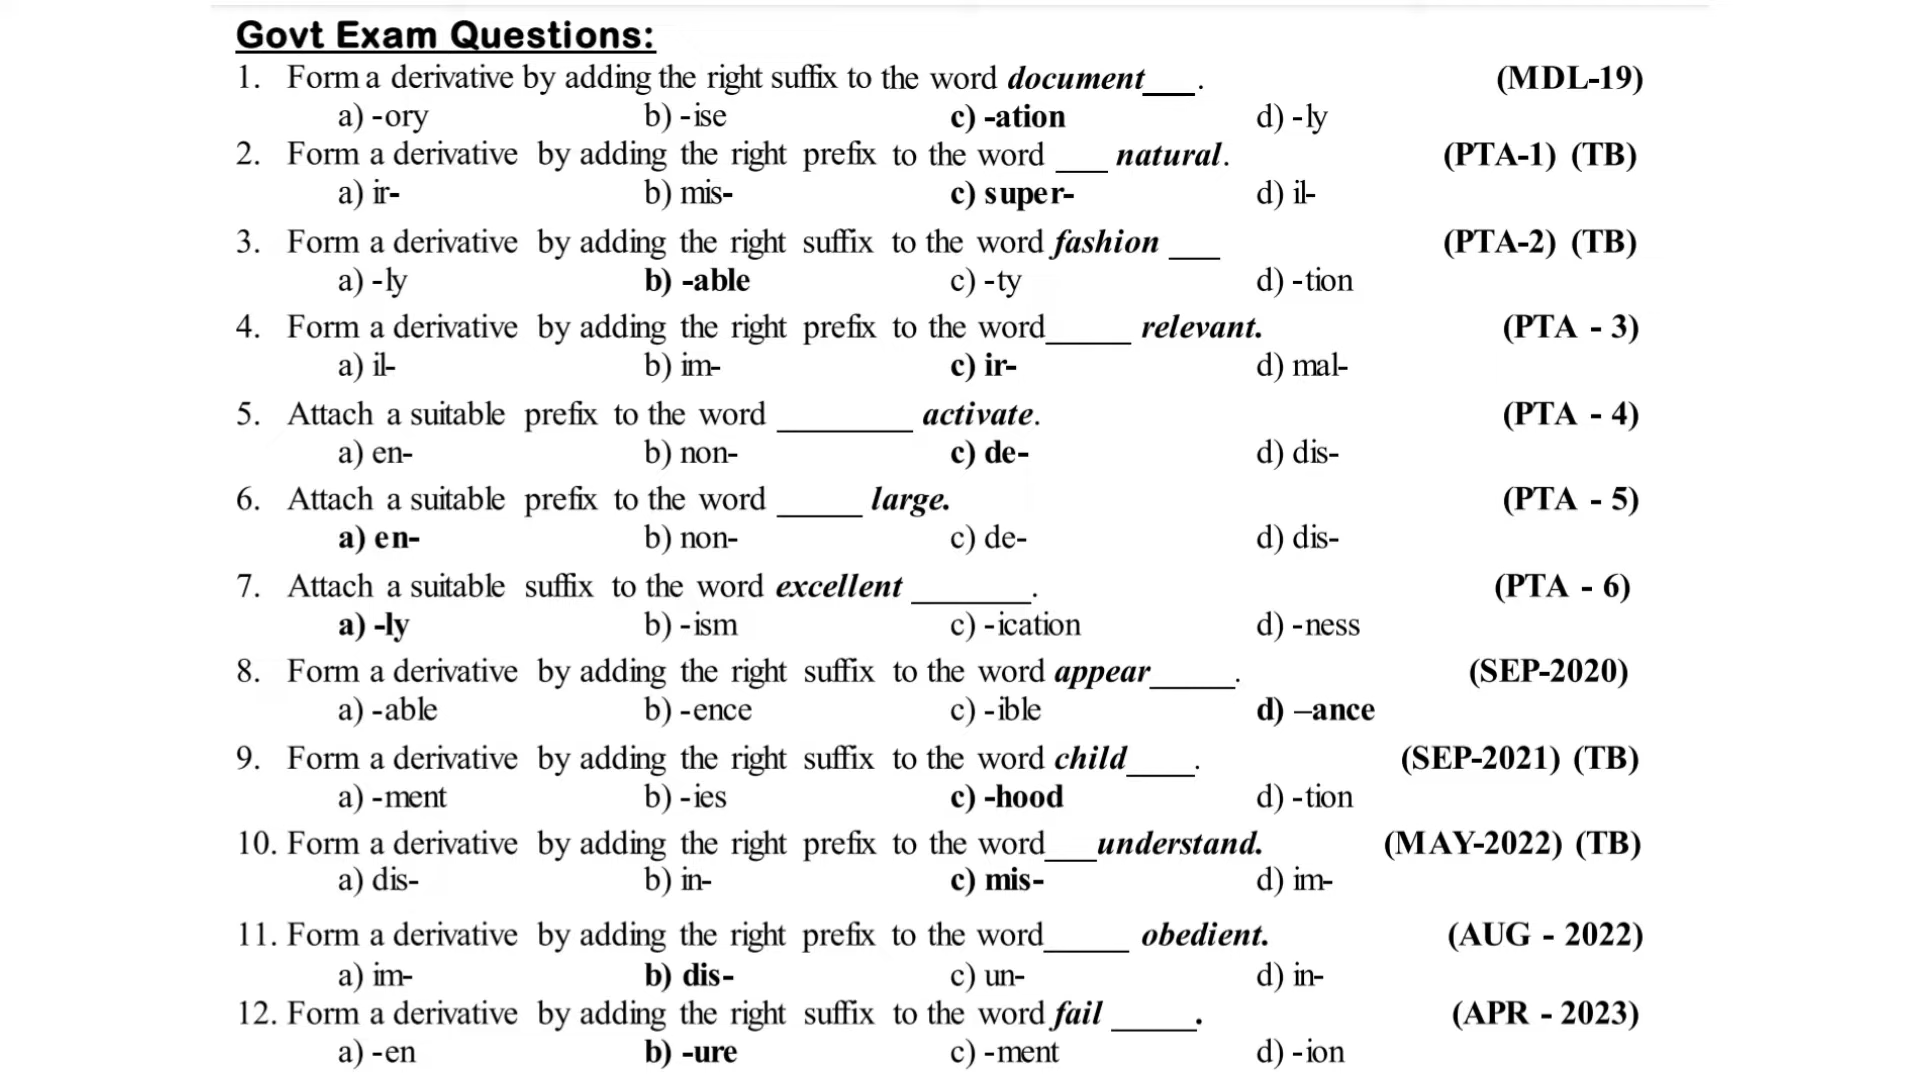 Govt Exam Questions:
1. Form a derivative by adding the right suffix to the word document___. (MDL-19)
a) -ory b) -ise c) -ation d) -ly
2. Form a derivative by adding the right prefix to the word ___ natural. (PTA-1) (TB)
a) ir- b) mis- c) super- d) il-
3. Form a derivative by adding the right suffix to the word fashion ___ (PTA-2) (TB)
a) -ly b) -able c) -ty d) -tion
4. Form a derivative by adding the right prefix to the word_____ relevant. (PTA - 3)
a) il- b) im- c) ir- d) mal-
5. Attach a suitable prefix to the word ________ activate. (PTA - 4)
a) en- b) non- c) de- d) dis-
6. Attach a suitable prefix to the word _____ large. (PTA - 5)
a) en- b) non- c) de- d) dis-
7. Attach a suitable suffix to the word excellent _______. (PTA - 6)
a) -ly b) -ism c) -ication d) -ness
8. Form a derivative by adding the right suffix to the word appear_____. (SEP-2020)
a) -able b) -ence c) -ible d) –ance
9. Form a derivative by adding the right suffix to the word child____. (SEP-2021) (TB)
a) -ment b) -ies c) -hood d) -tion
10. Form a derivative by adding the right prefix to the word___understand. (MAY-2022) (TB)
a) dis- b) in- c) mis- d) im-
11. Form a derivative by adding the right prefix to the word_____ obedient. (AUG - 2022)
a) im- b) dis- c) un- d) in-
12. Form a derivative by adding the right suffix to the word fail _____. (APR - 2023)
a) -en b) -ure c) -ment d) -ion